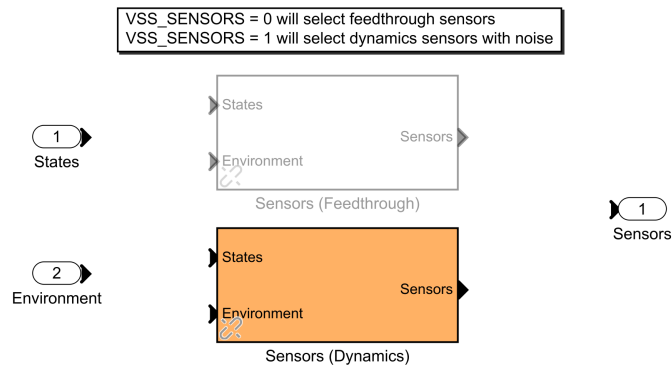 VSS_SENSORS = 0 will select feedthrough sensors
VSS_SENSORS = 1 will select dynamics sensors with noise
States
1
Sensors
States
Environment
Sensors (Feedthrough)
1
Sensors
States
2
Sensors
Environment
Environment
Sensors (Dynamics)